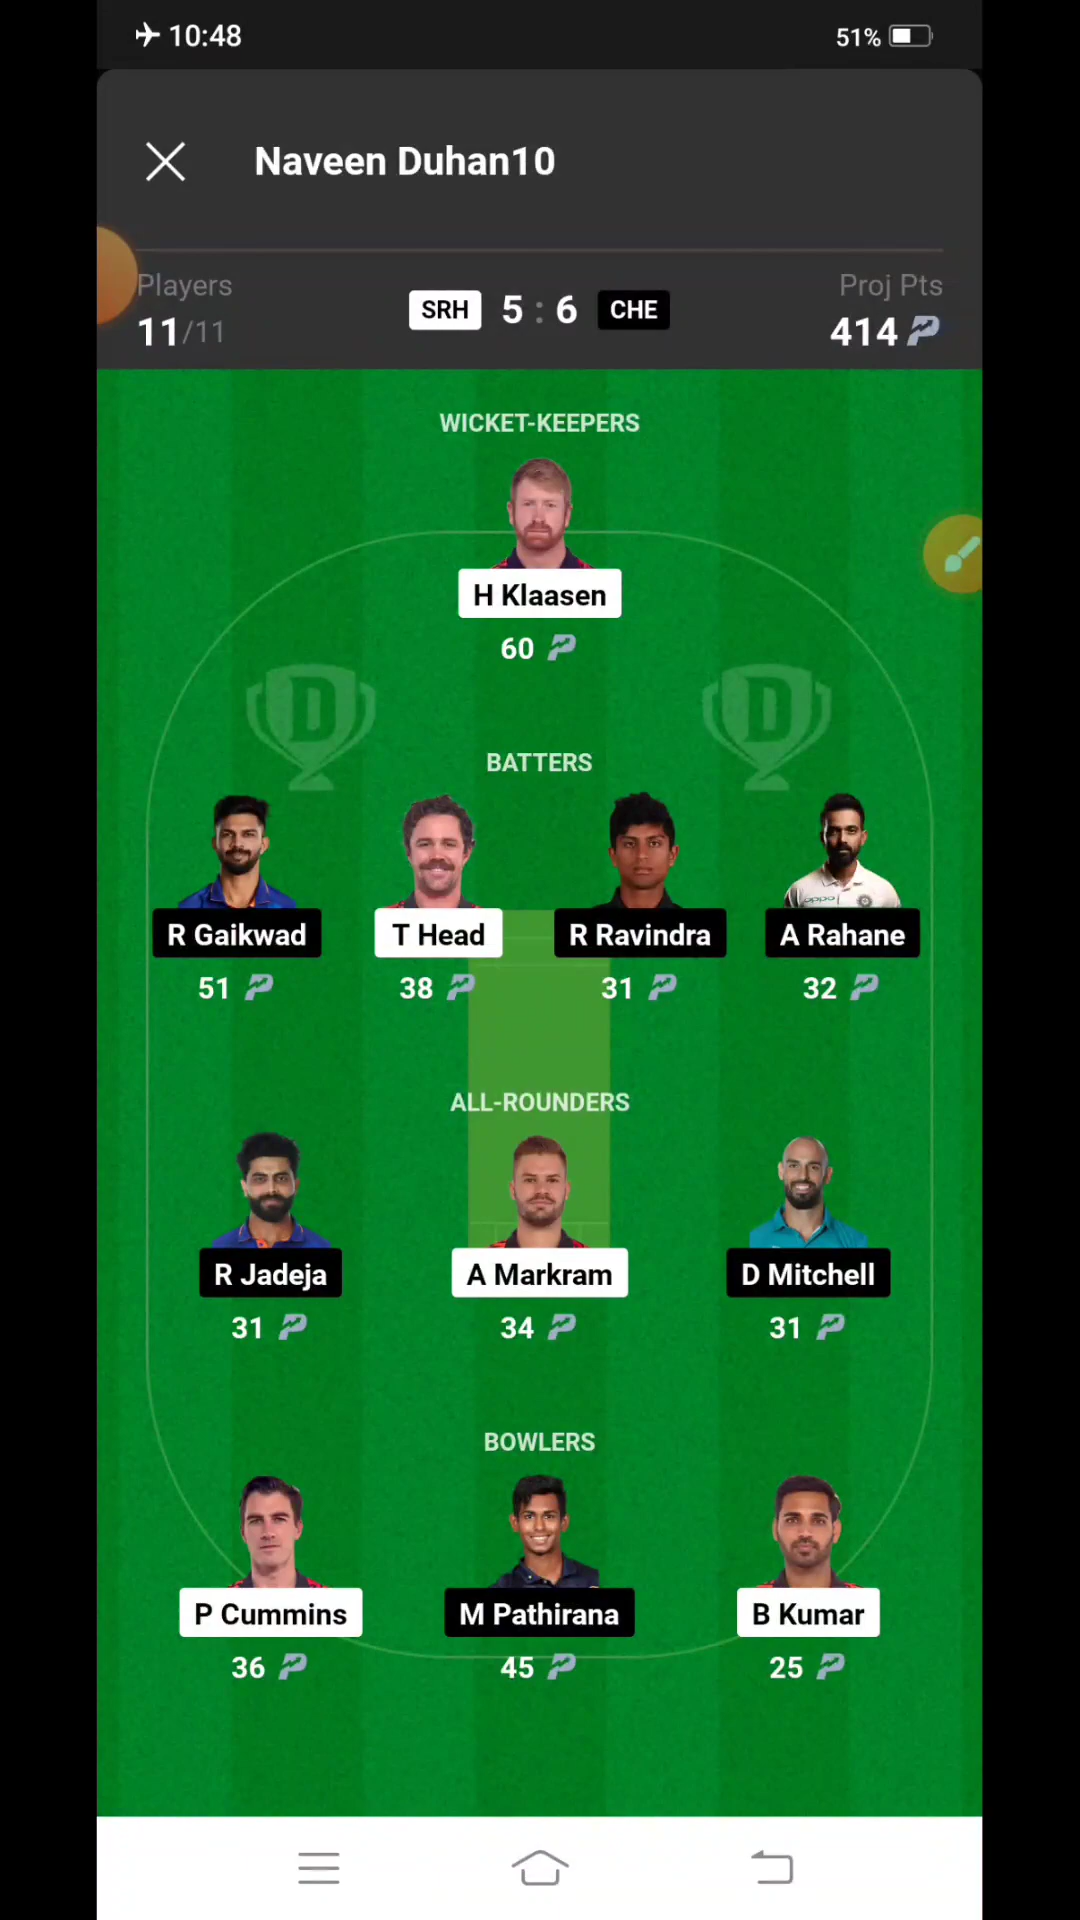 10:48
51%
Naveen Duhan10
Players
11/11
SRH 5 : 6 CHE
Proj Pts
414
WICKET-KEEPERS
H Klaasen
60
BATTERS
R Gaikwad
T Head
R Ravindra
A Rahane
51
38
31
32
ALL-ROUNDERS
R Jadeja
A Markram
D Mitchell
31
34
31
BOWLERS
P Cummins
M Pathirana
B Kumar
36
45
25